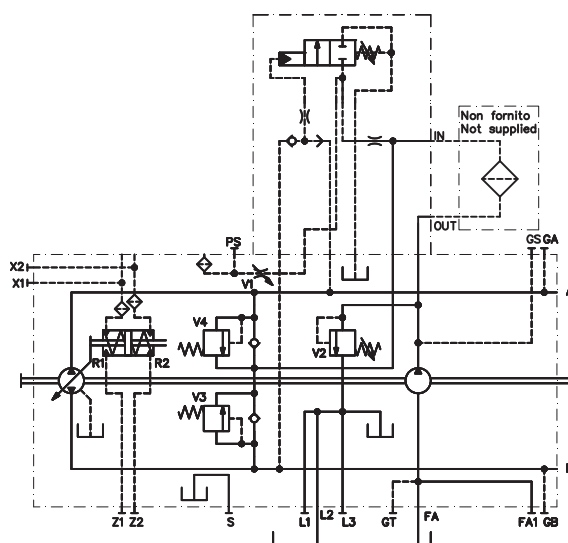 Non fornito
Not supplied
IN
OUT
PS
GS GA
X2
X1
V1
V4
V2
R1
R2
V3
Z1 Z2
S
L1
L2
L3
GT
FA
FA1 GB